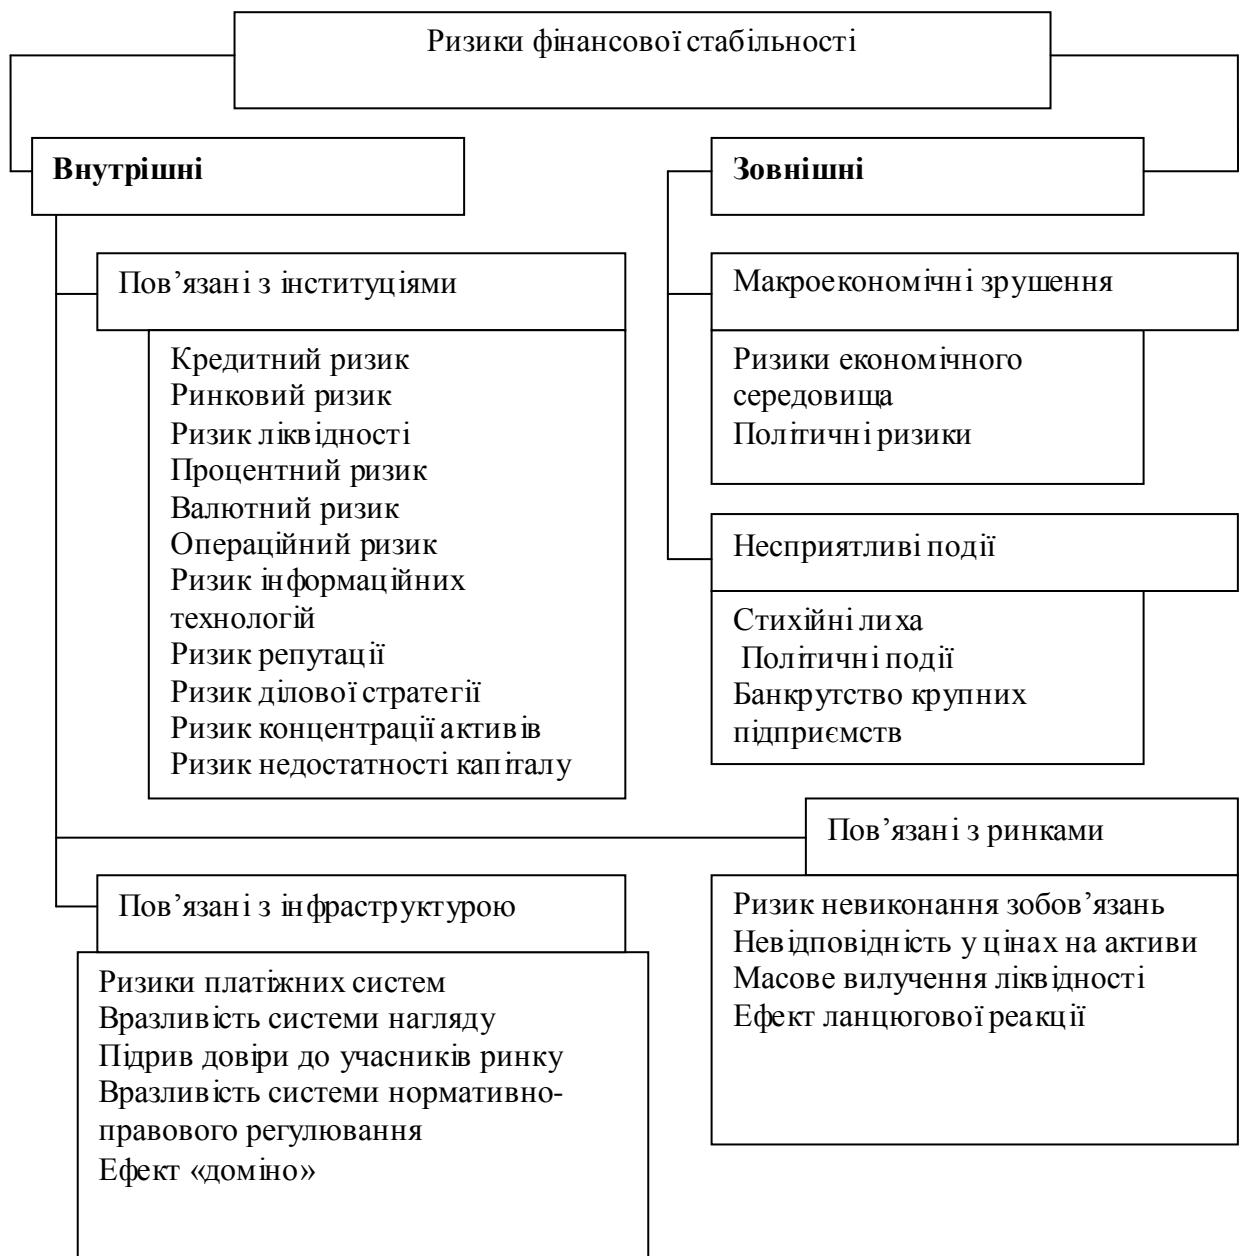 Ризики фінансової стабільності
Внутрішні
Зовнішні
Пов’язані з інституціями
Кредитний ризик
Ринковий ризик
Ризик ліквідності
Процентний ризик
Валютний ризик
Операційний ризик
Ризик інформаційних
технологій
Ризик репутації
Ризик ділової стратегії
Ризик концентрації активів
Ризик недостатності капіталу
Макроекономічні зрушення
Ризики економічного
середовища
Політичні ризики
Несприятливі події
Стихійні лиха
Політичні події
Банкрутство крупних
підприємств
Пов’язані з ринками
Ризик невиконання зобов’язань
Невідповідність у цінах на активи
Масове вилучення ліквідності
Ефект ланцюгової реакції
Пов’язані з інфраструктурою
Ризики платіжних систем
Вразливість системи нагляду
Підрив довіри до учасників ринку
Вразливість системи нормативно-
правового регулювання
Ефект «доміно»